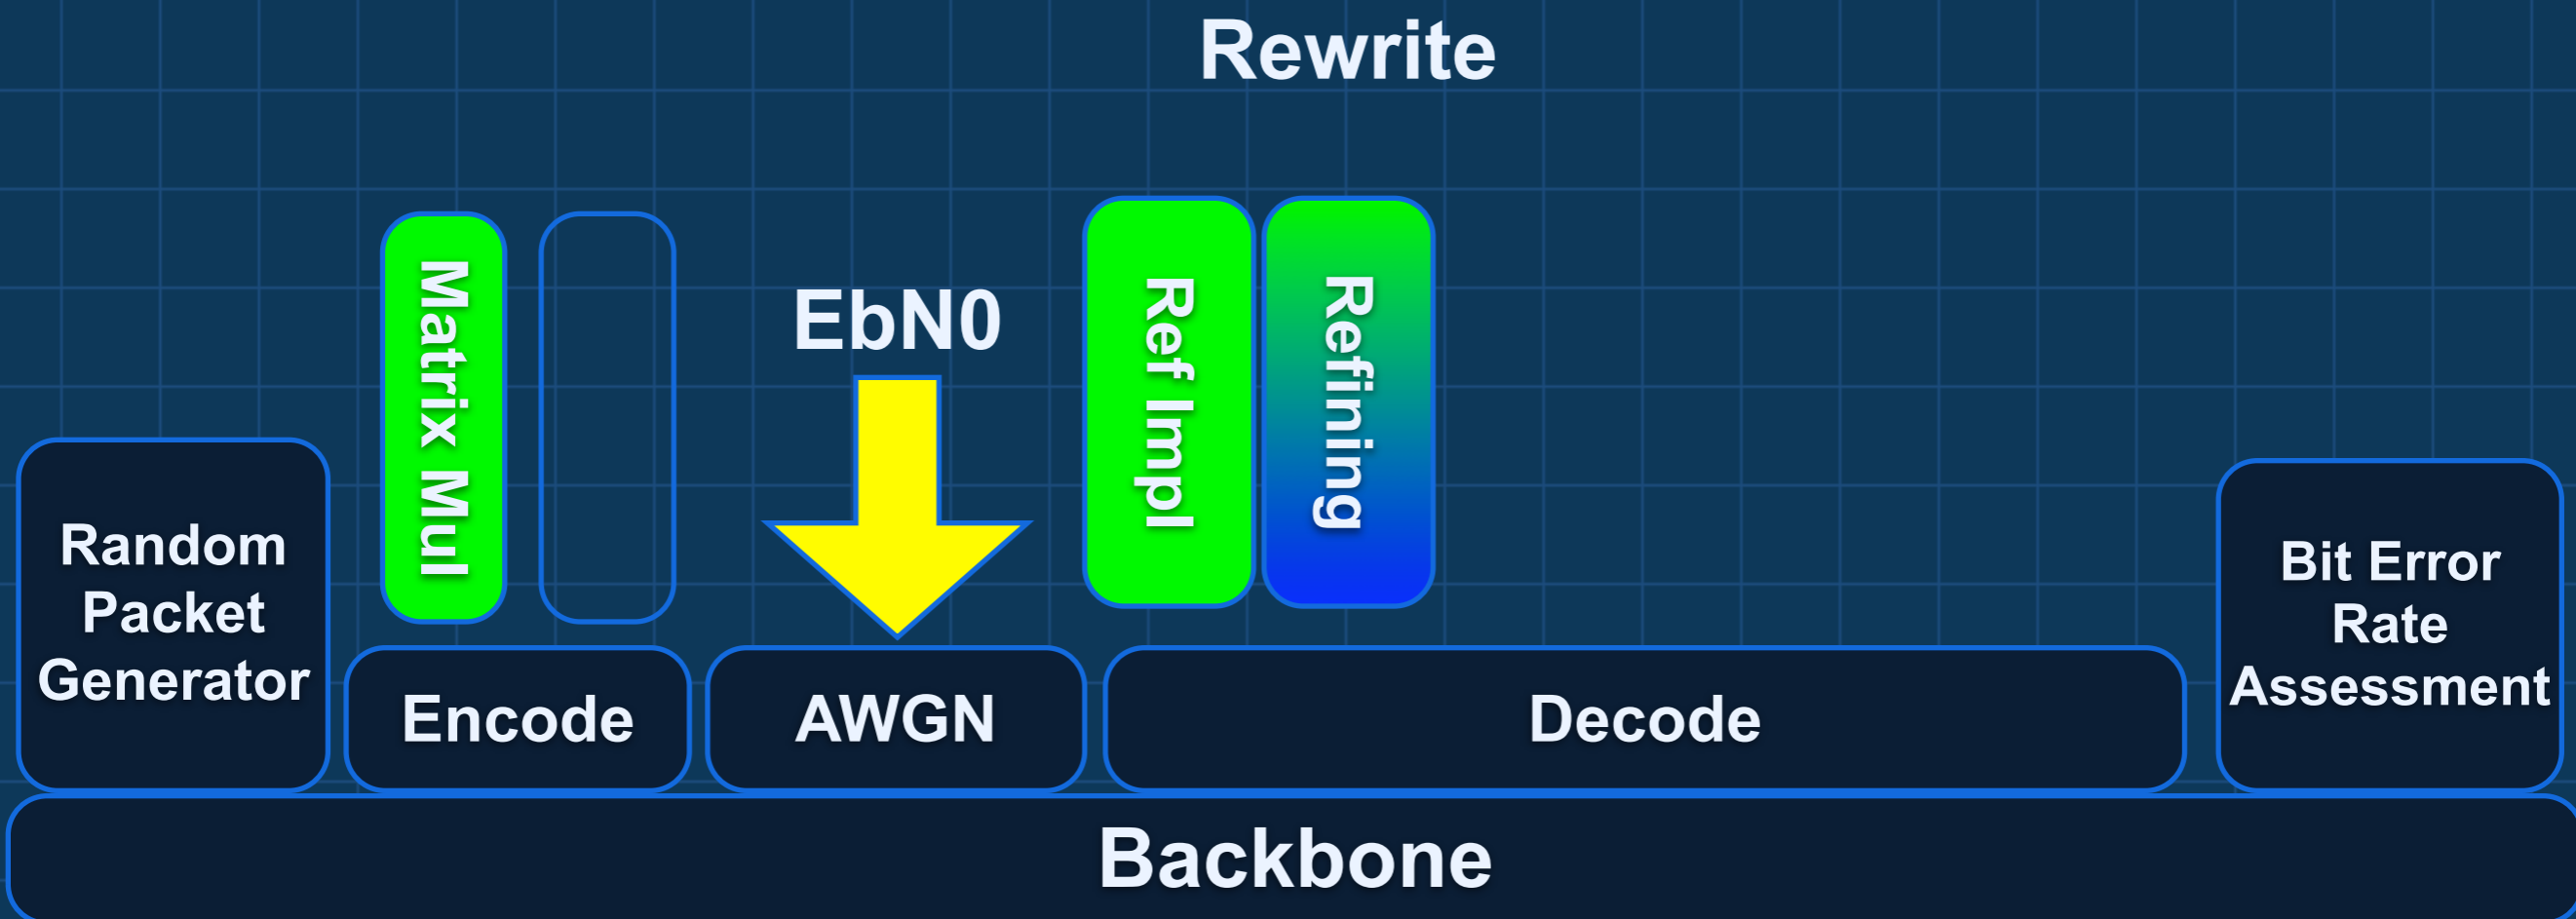 Rewrite
Matrix Mul
EbN0
Ref Impl
Refining
Random
Packet
Generator
Encode
AWGN
Decode
Bit Error
Rate
Assessment
Backbone